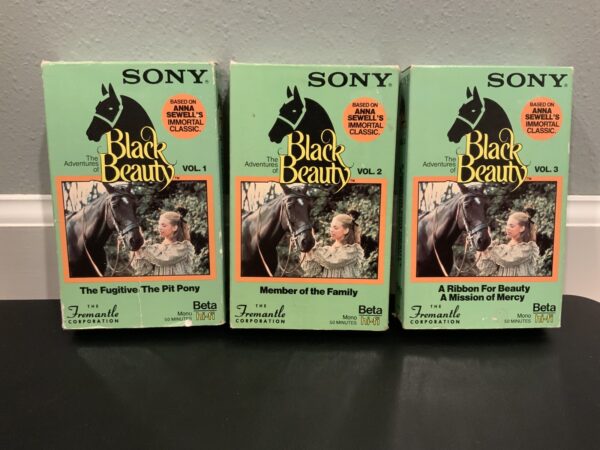 SONY®
BASED ON
ANNA
SEWELL'S
IMMORTAL
CLASSIC.
The
Adventures
of
Black
Beauty™
VOL. 1
The Fugitive/The Pit Pony
THE
Fremantle
CORPORATION
Mono
50 MINUTES
Beta
hi-fi
SONY®
BASED ON
ANNA
SEWELL'S
IMMORTAL
CLASSIC.
The
Adventures
of
Black
Beauty™
VOL. 2
Member of the Family
THE
Fremantle
CORPORATION
Mono
50 MINUTES
Beta
hi-fi
SONY®
BASED ON
ANNA
SEWELL'S
IMMORTAL
CLASSIC.
The
Adventures
of
Black
Beauty™
VOL. 3
A Ribbon For Beauty
A Mission of Mercy
THE
Fremantle
CORPORATION
Mono
50 MINUTES
Beta
hi-fi